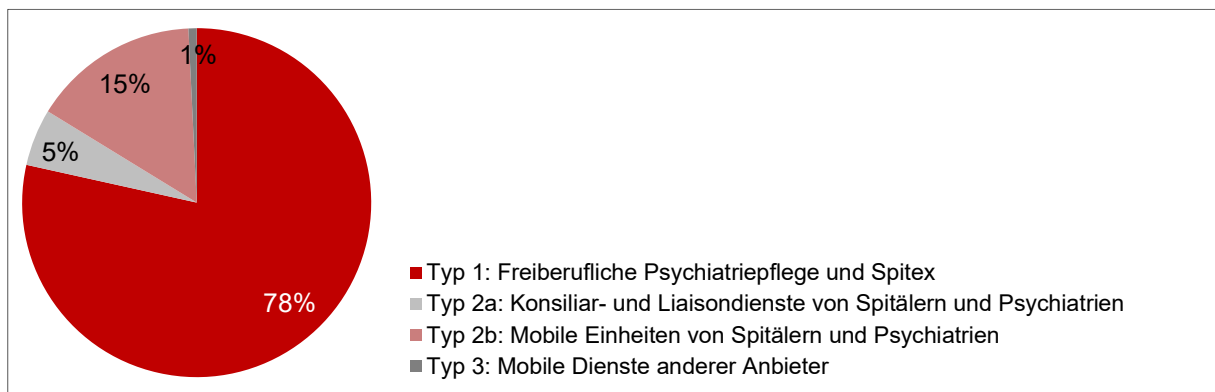 1%
15%
5%
78%
Typ 1: Freiberufliche Psychiatriepflege und Spitex
Typ 2a: Konsiliar- und Liaisondienste von Spitälern und Psychiatrien
Typ 2b: Mobile Einheiten von Spitälern und Psychiatrien
Typ 3: Mobile Dienste anderer Anbieter